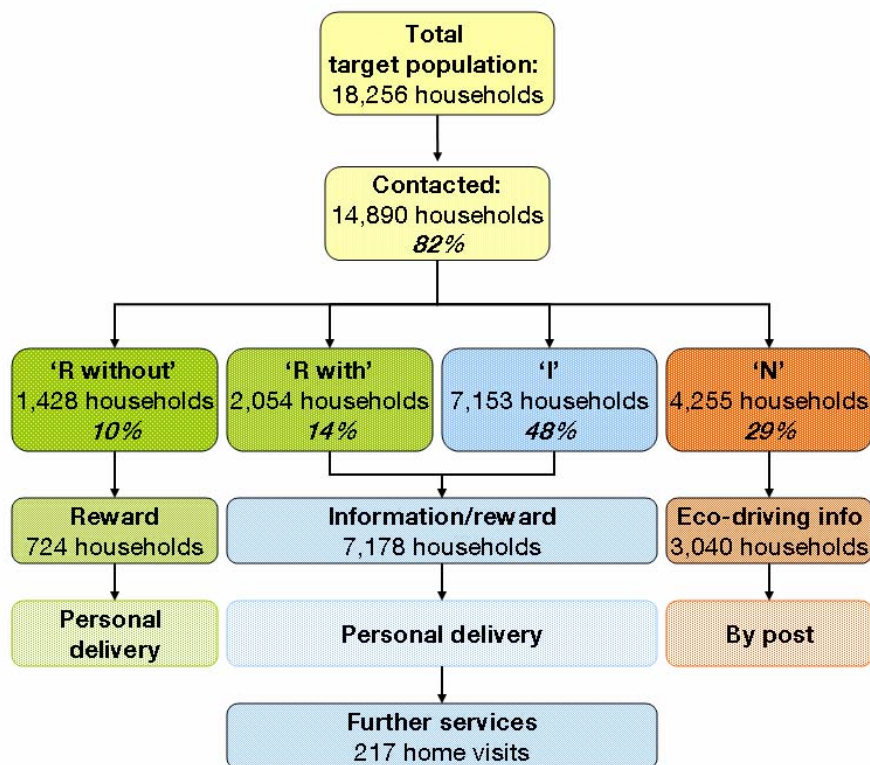 Total
target population:
18,256 households
Contacted:
14,890 households
82%
‘R without’
1,428 households
10%
‘R with’
2,054 households
14%
‘I’
7,153 households
48%
‘N’
4,255 households
29%
Reward
724 households
Information/reward
7,178 households
Eco-driving info
3,040 households
Personal
delivery
Personal delivery
By post
Further services
217 home visits